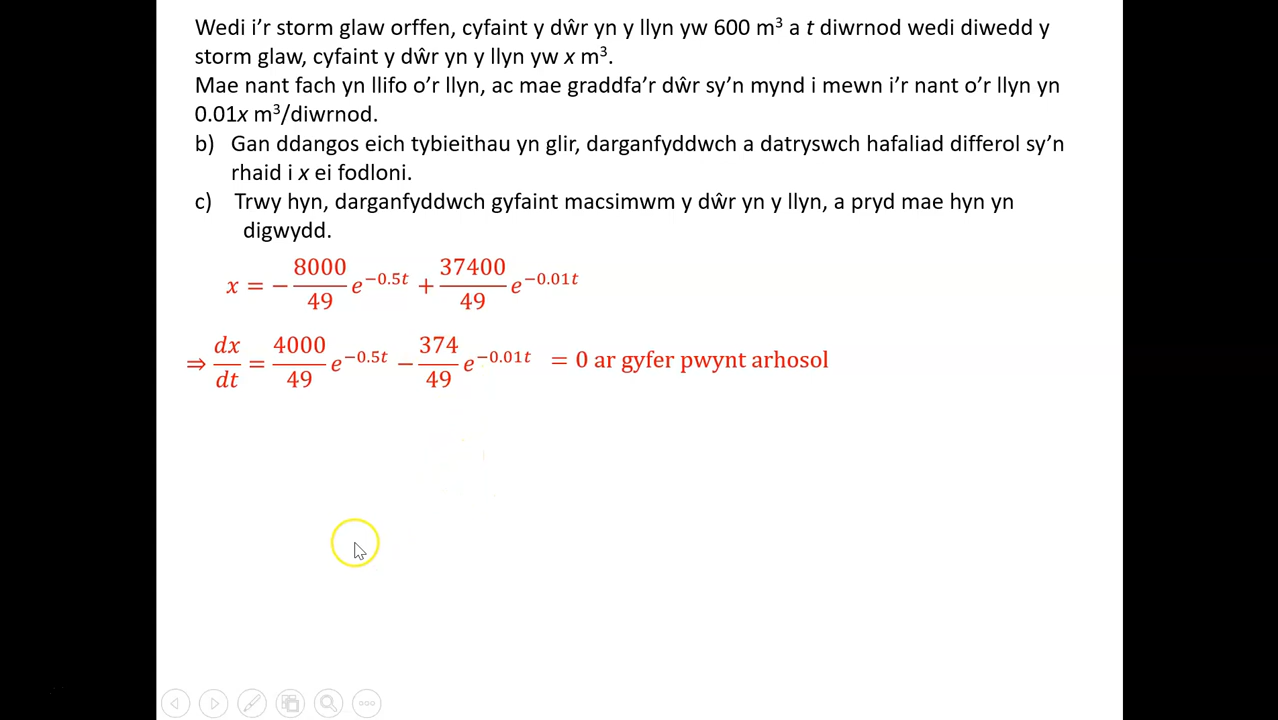 Wedi i’r storm glaw orffen, cyfaint y dŵr yn y llyn yw 600 m³ a t diwrnod wedi diwedd y
storm glaw, cyfaint y dŵr yn y llyn yw x m³.
Mae nant fach yn llifo o’r llyn, ac mae graddfa’r dŵr sy’n mynd i mewn i’r nant o’r llyn yn
0.01x m³/diwrnod.
b) Gan ddangos eich tybieithau yn glir, darganfyddwch a datryswch hafaliad differol sy’n
rhaid i x ei fodloni.
c) Trwy hyn, darganfyddwch gyfaint macsimwm y dŵr yn y llyn, a pryd mae hyn yn
digwydd.
x = −8000/49 e^−0.5t + 37400/49 e^−0.01t
⇒ dx/dt = 4000/49 e^−0.5t − 374/49 e^−0.01t = 0 ar gyfer pwynt arhosol